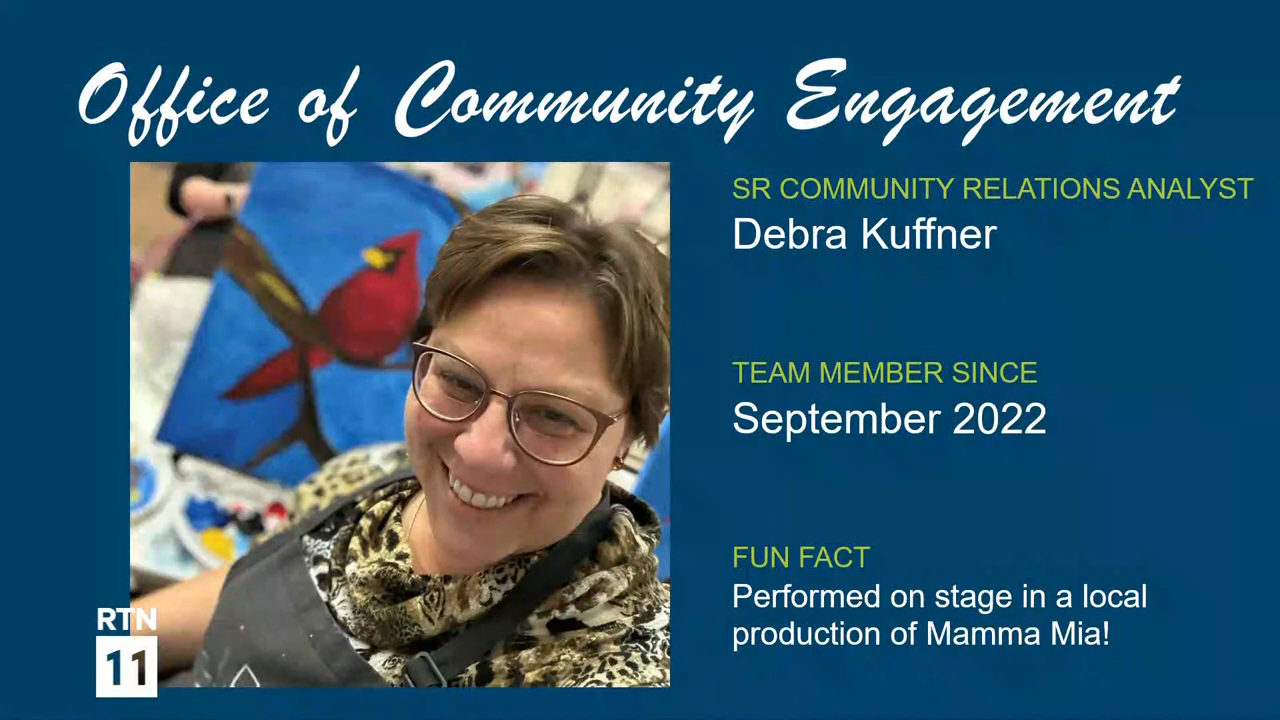 Office of Community Engagement
SR COMMUNITY RELATIONS ANALYST
Debra Kuffner
TEAM MEMBER SINCE
September 2022
FUN FACT
Performed on stage in a local
production of Mamma Mia!
RTN
11